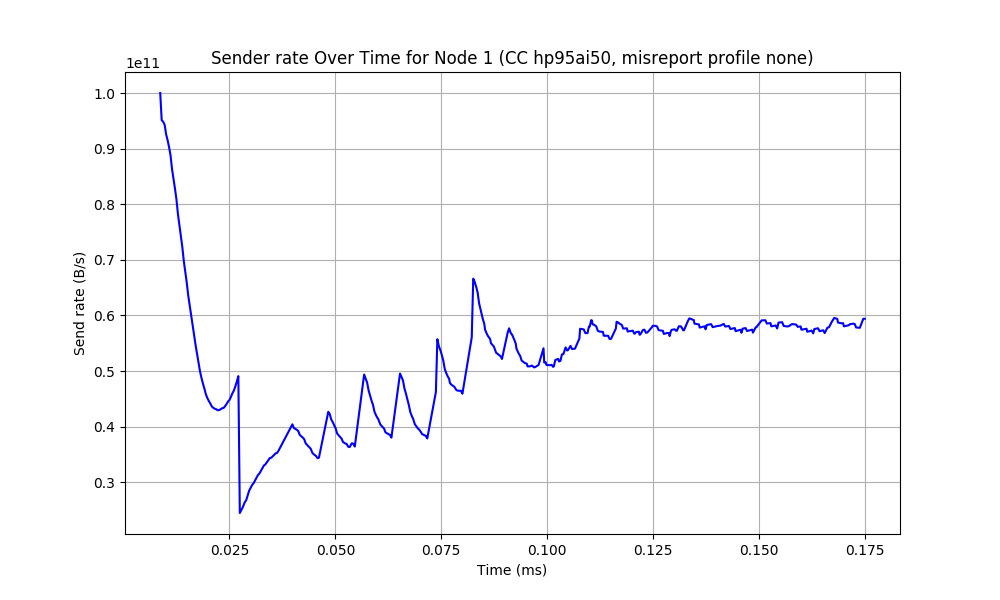 Sender rate Over Time for Node 1 (CC hp95ai50, misreport profile none)
1e11
1.0
0.9
0.8
0.7
0.6
0.5
0.4
0.3
Send rate (B/s)
0.025 0.050 0.075 0.100 0.125 0.150 0.175
Time (ms)